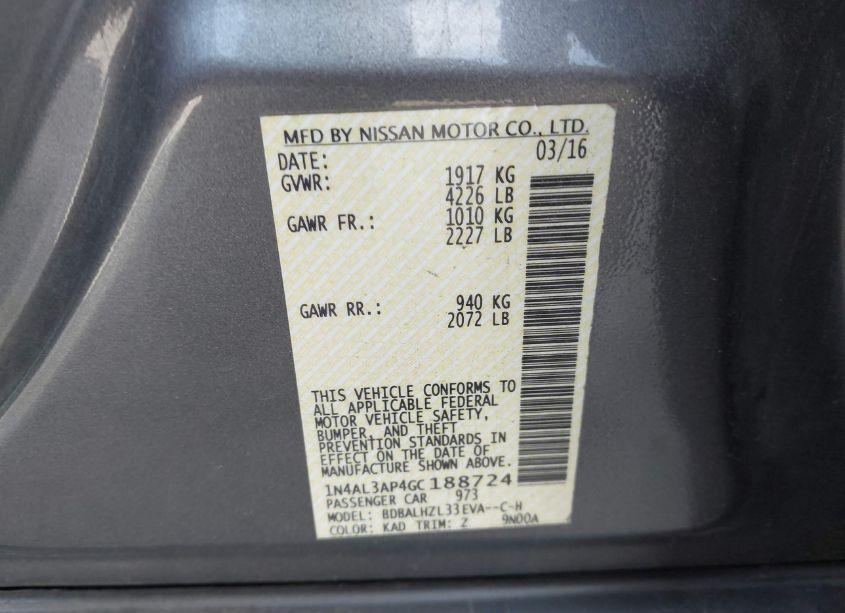 MFD BY NISSAN MOTOR CO., LTD.
DATE: 03/16
GVWR: 1917 KG
4226 LB
GAWR FR.: 1010 KG
2227 LB
GAWR RR.: 940 KG
2072 LB
THIS VEHICLE CONFORMS TO
ALL APPLICABLE FEDERAL
MOTOR VEHICLE SAFETY,
BUMPER, AND THEFT
PREVENTION STANDARDS IN
EFFECT ON THE DATE OF
MANUFACTURE SHOWN ABOVE.
1N4AL3AP4GC188724
PASSENGER CAR 973
MODEL: BDBALHZL33EVA--C-H
COLOR: KAD TRIM: Z 9N00A